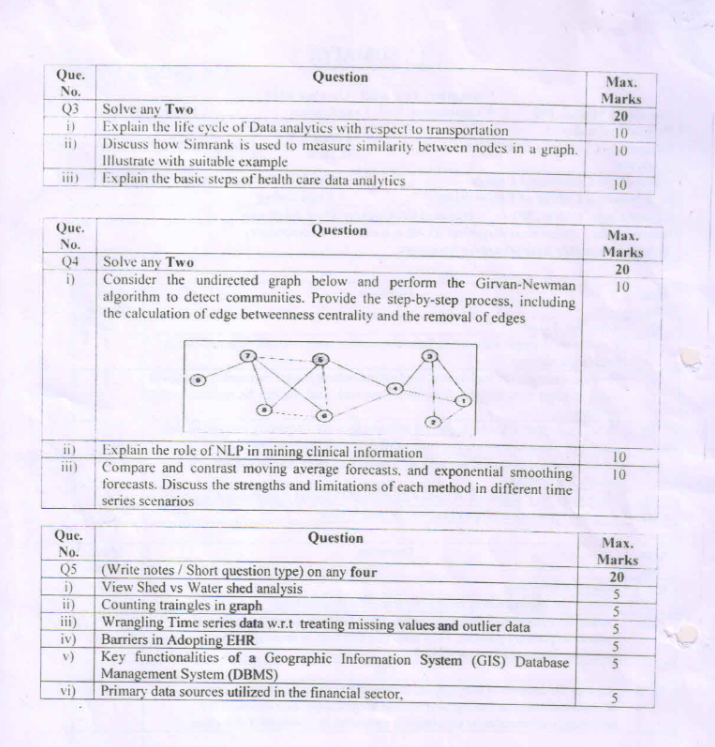 Que. No. Question Max. Marks
Q3 Solve any Two 20
i) Explain the life cycle of Data analytics with respect to transportation 10
ii) Discuss how Simrank is used to measure similarity between nodes in a graph. 10
Illustrate with suitable example
iii) Explain the basic steps of health care data analytics 10
Que. No. Question Max. Marks
Q4 Solve any Two 20
i) Consider the undirected graph below and perform the Girvan-Newman 10
algorithm to detect communities. Provide the step-by-step process, including
the calculation of edge betweenness centrality and the removal of edges
7 5 3
9 4 1
8 6 2
ii) Explain the role of NLP in mining clinical information 10
iii) Compare and contrast moving average forecasts, and exponential smoothing 10
forecasts. Discuss the strengths and limitations of each method in different time
series scenarios
Que. No. Question Max. Marks
Q5 (Write notes / Short question type) on any four 20
i) View Shed vs Water shed analysis 5
ii) Counting traingles in graph 5
iii) Wrangling Time series data w.r.t treating missing values and outlier data 5
iv) Barriers in Adopting EHR 5
v) Key functionalities of a Geographic Information System (GIS) Database 5
Management System (DBMS)
vi) Primary data sources utilized in the financial sector, 5